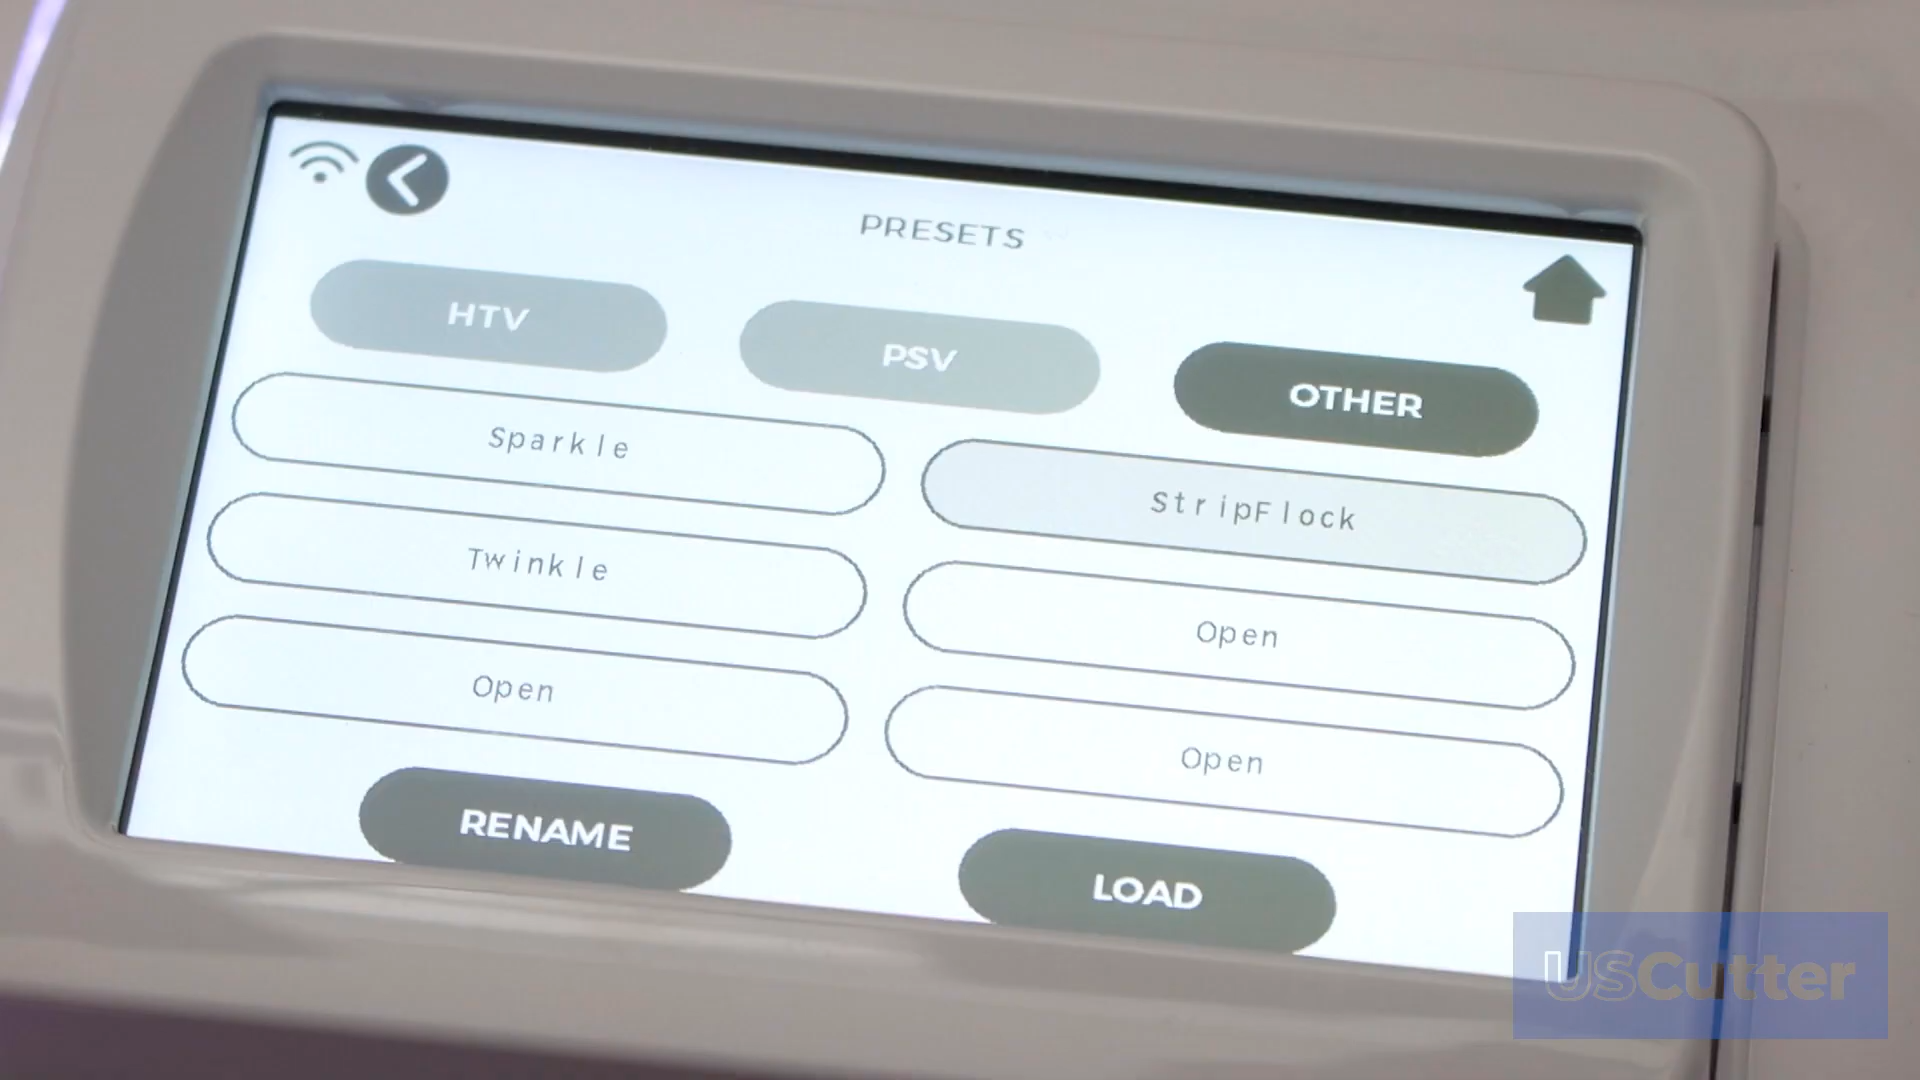 PRESETS
HTV
PSV
OTHER
Sparkle
StripFlock
Twinkle
Open
Open
Open
RENAME
LOAD
USCutter